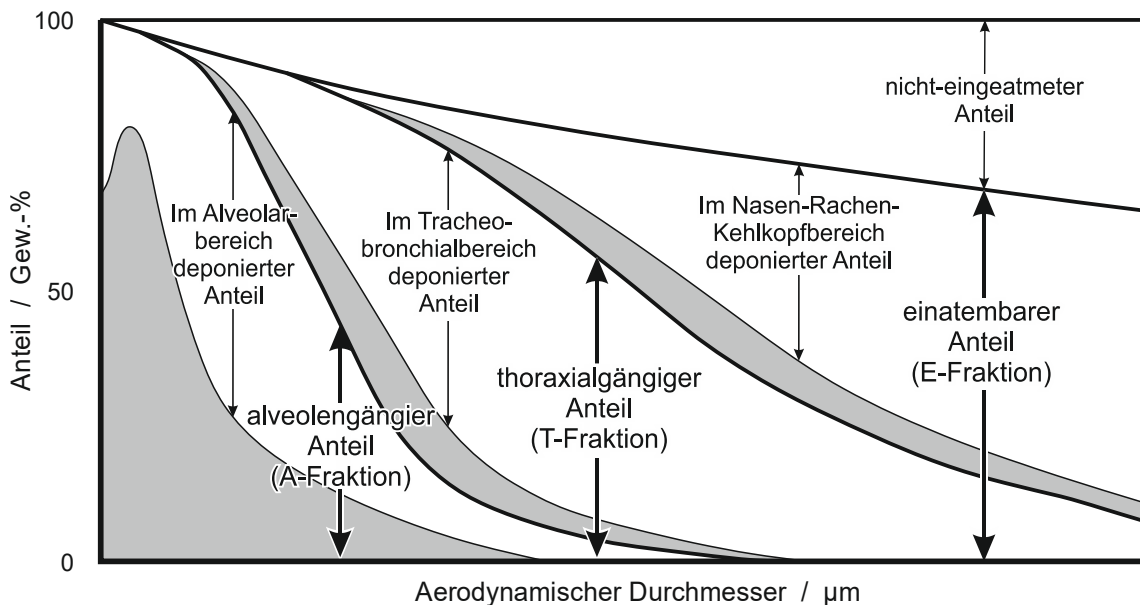 100
nicht-eingeatmeter
Anteil
Im Alveolar-
bereich
deponierter
Anteil
Im Tracheo-
bronchialbereich
deponierter
Anteil
Im Nasen-Rachen-
Kehlkopfbereich
deponierter Anteil
Anteil / Gew.-%
50
einatembarer
Anteil
(E-Fraktion)
thoraxialgängiger
Anteil
(T-Fraktion)
alveolengängier
Anteil
(A-Fraktion)
0
Aerodynamischer Durchmesser / µm